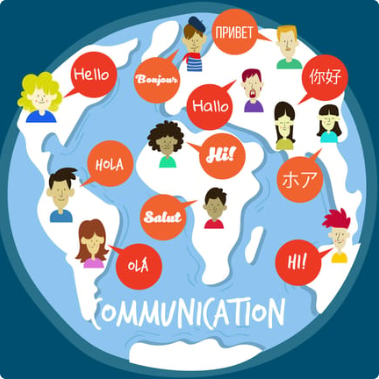 ПРИВЕТ
Hello
Bonjour
你好
Hallo
HOLA
Hi!
ホア
Salut
OLÁ
HI!
COMMUNICATION